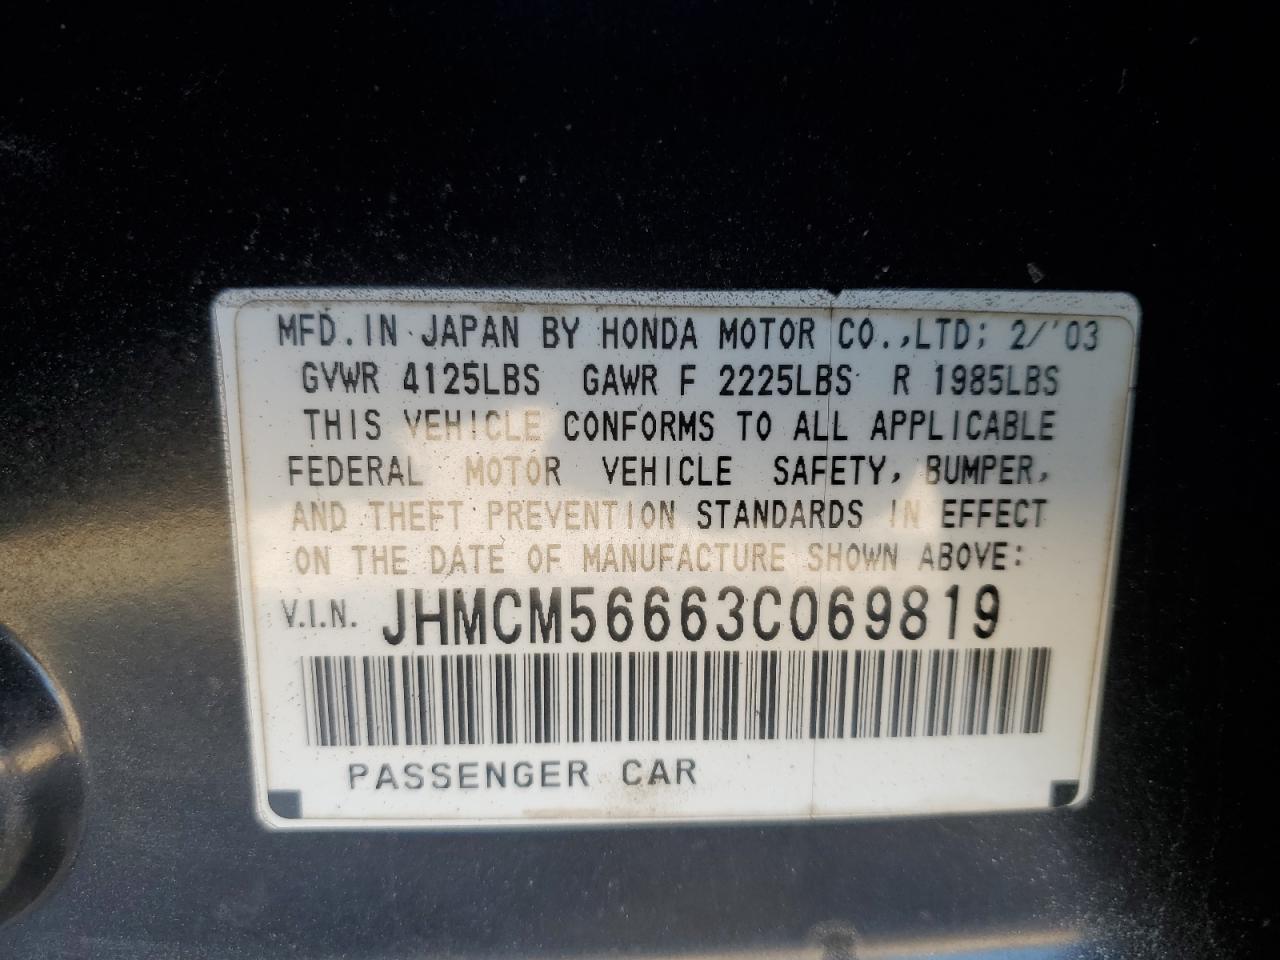 MFD. IN JAPAN BY HONDA MOTOR CO.,LTD; 2/'03
GVWR 4125LBS GAWR F 2225LBS R 1985LBS
THIS VEHICLE CONFORMS TO ALL APPLICABLE
FEDERAL MOTOR VEHICLE SAFETY, BUMPER,
AND THEFT PREVENTION STANDARDS IN EFFECT
ON THE DATE OF MANUFACTURE SHOWN ABOVE:
V.I.N. JHMCM56663C069819
PASSENGER CAR